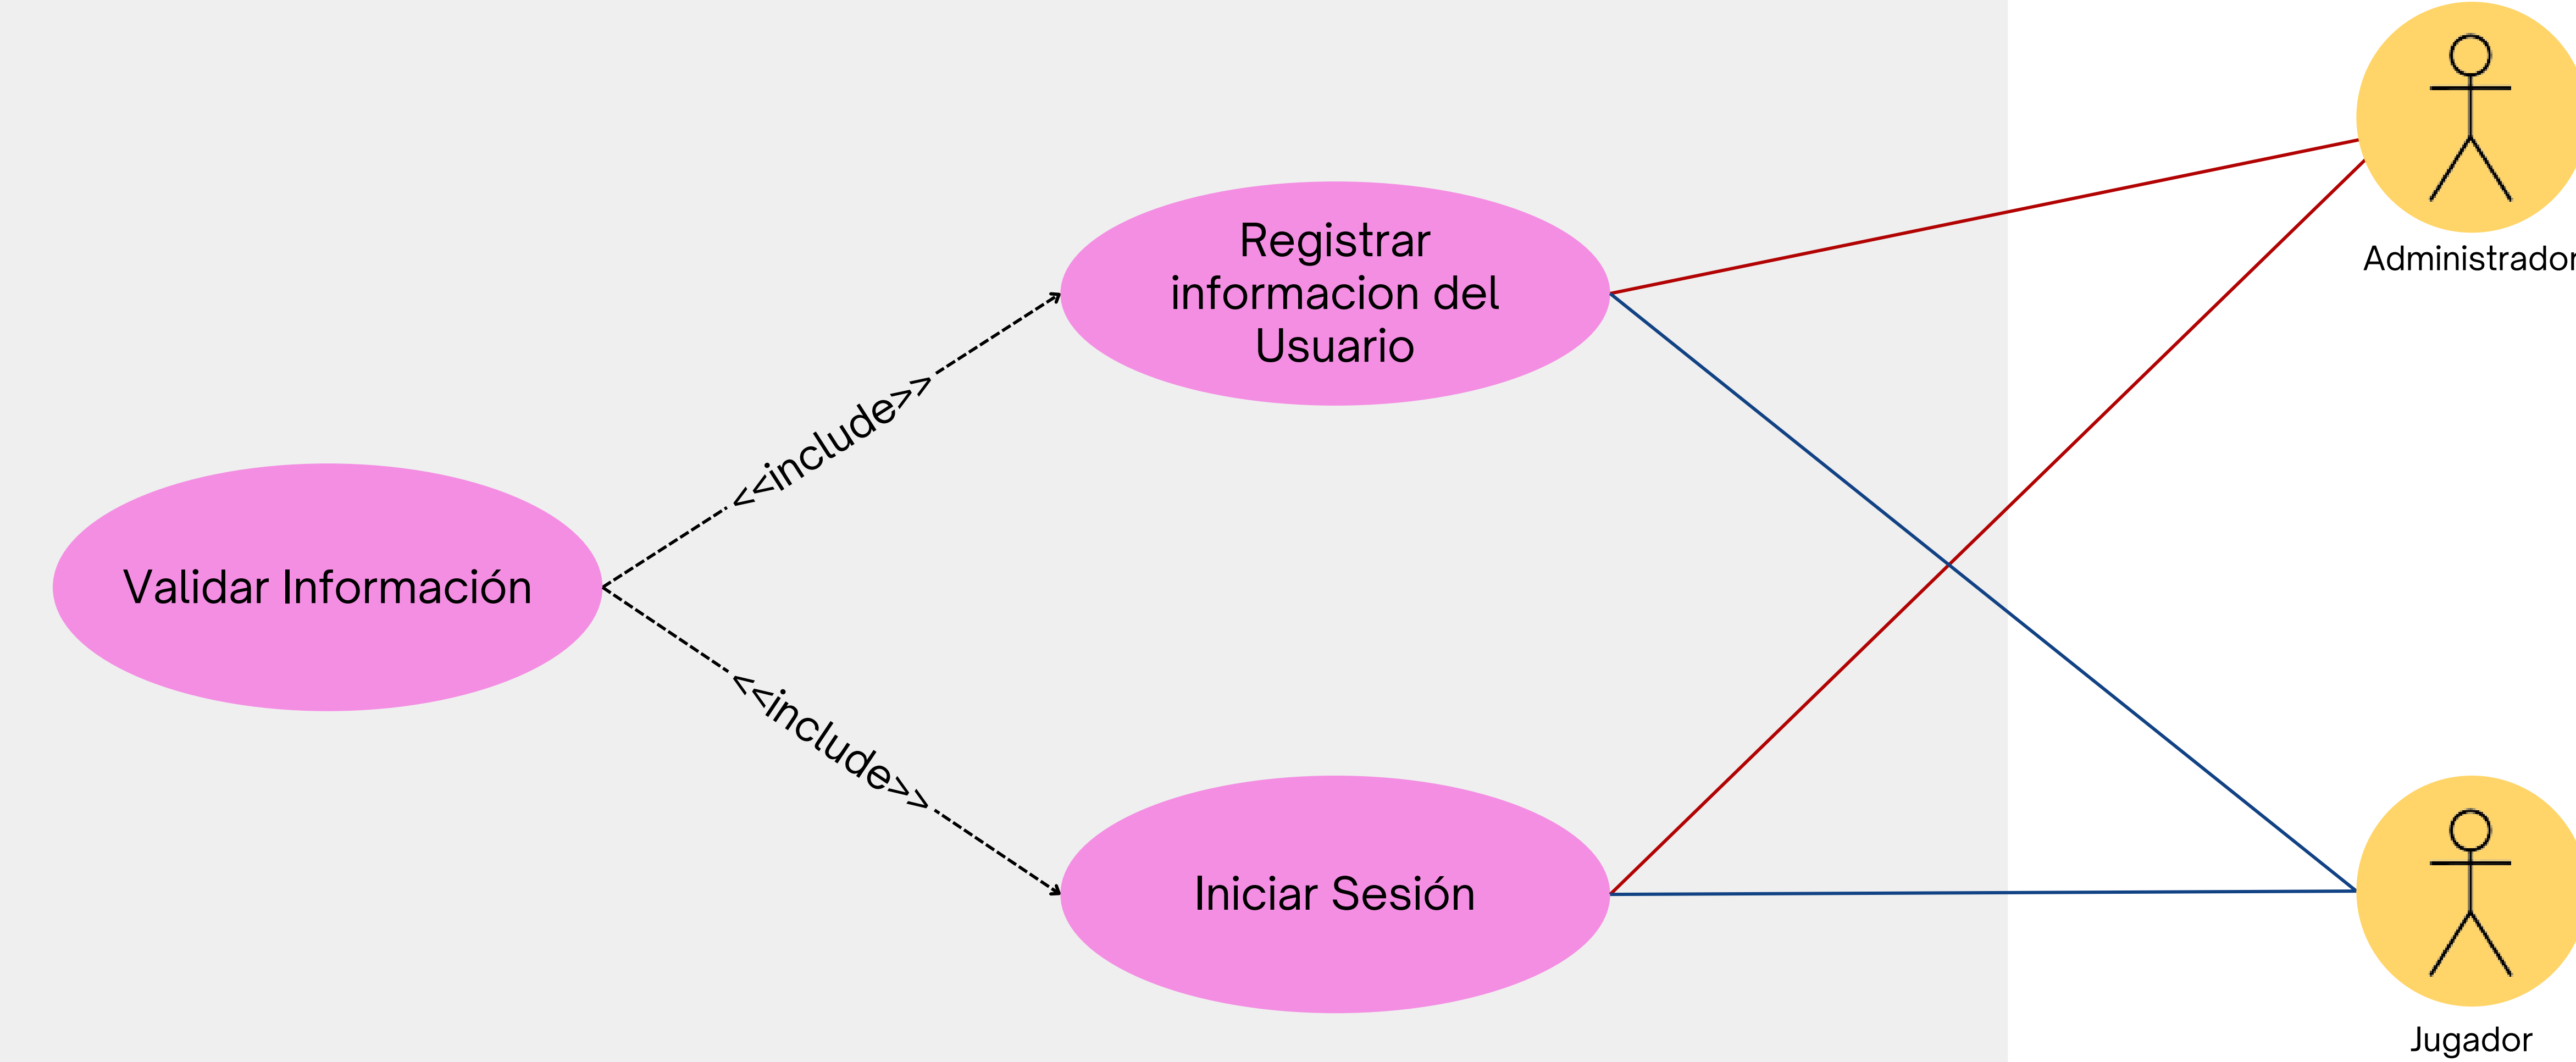 Administrador
Registrar
informacion del
Usuario
<<include>>
Validar Información
<<include>>
Iniciar Sesión
Jugador